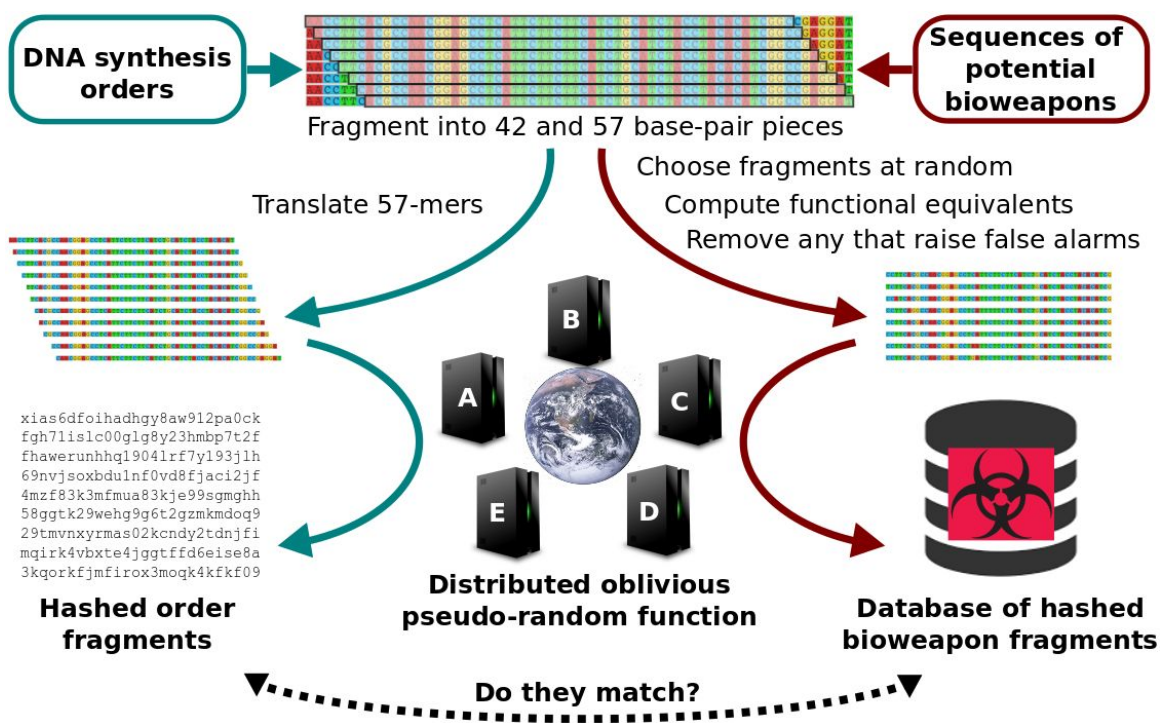 DNA synthesis
orders
Sequences of
potential
bioweapons
Fragment into 42 and 57 base-pair pieces
Choose fragments at random
Translate 57-mers
Compute functional equivalents
Remove any that raise false alarms
B
A
C
E
D
xias6dfoihadhgy8aw912pa0ck
fgh71islc00glg8y23hmbp7t2f
fhawerunhhq19041rf7y193j1h
69nvjsoxbdu1nf0vd8fjaci2jf
4mzf83k3mfmua83kje99sgmghh
58ggtk29wehg9g6t2gzmkmdoq9
29tmvnxyrmas02kcndy2tdnjfi
mqirk4vbxte4jggtffd6eise8a
3kqorkfjmfirox3moqk4kfkf09
Hashed order
fragments
Distributed oblivious
pseudo-random function
Database of hashed
bioweapon fragments
Do they match?